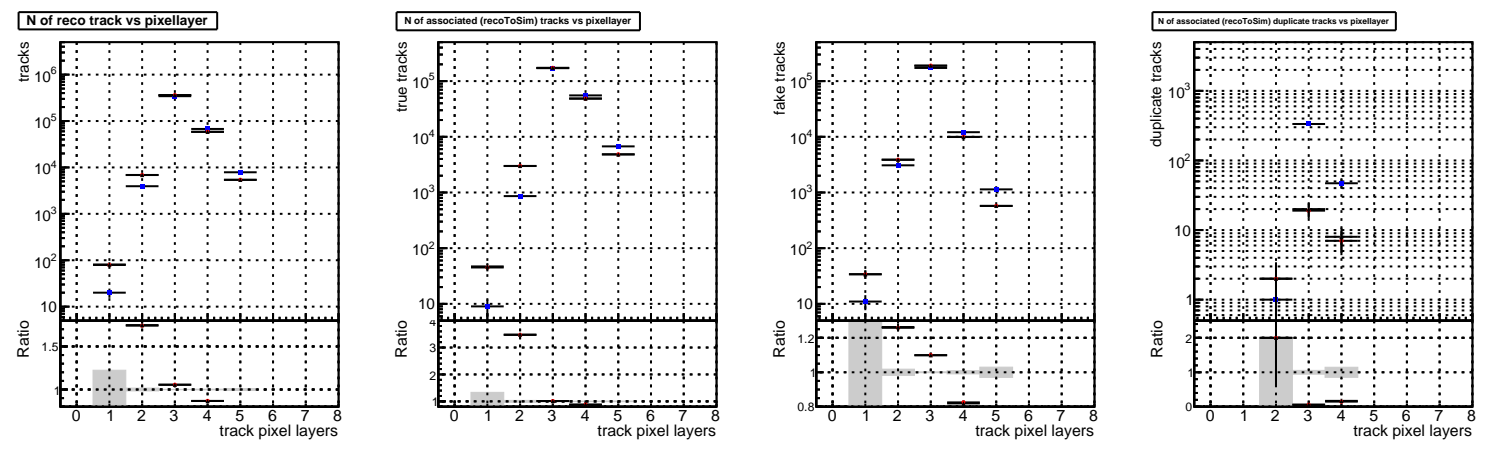 N of reco track vs pixellayer
tracks
10^6
10^5
10^4
10^3
10^2
10
Ratio
1.5
1
0 1 2 3 4 5 6 7 8
track pixel layers
N of associated (recoToSim) tracks vs pixellayer
true tracks
10^5
10^4
10^3
10^2
10
Ratio
4
3
2
1
0 1 2 3 4 5 6 7 8
track pixel layers
fake tracks
10^5
10^4
10^3
10^2
10
Ratio
1.2
1
0.8
0 1 2 3 4 5 6 7 8
track pixel layers
N of associated (recoToSim) duplicate tracks vs pixellayer
duplicate tracks
10^3
10^2
10
1
Ratio
2
1
0
0 1 2 3 4 5 6 7 8
track pixel layers